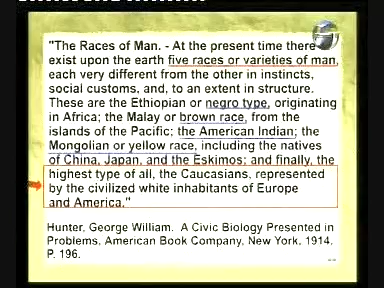 "The Races of Man. - At the present time there
exist upon the earth five races or varieties of man,
each very different from the other in instincts,
social customs, and, to an extent in structure.
These are the Ethiopian or negro type, originating
in Africa; the Malay or brown race, from the
islands of the Pacific; the American Indian; the
Mongolian or yellow race, including the natives
of China, Japan, and the Eskimos; and finally, the
highest type of all, the Caucasians, represented
by the civilized white inhabitants of Europe
and America."
Hunter, George William. A Civic Biology Presented in
Problems, American Book Company, New York, 1914,
P. 196.